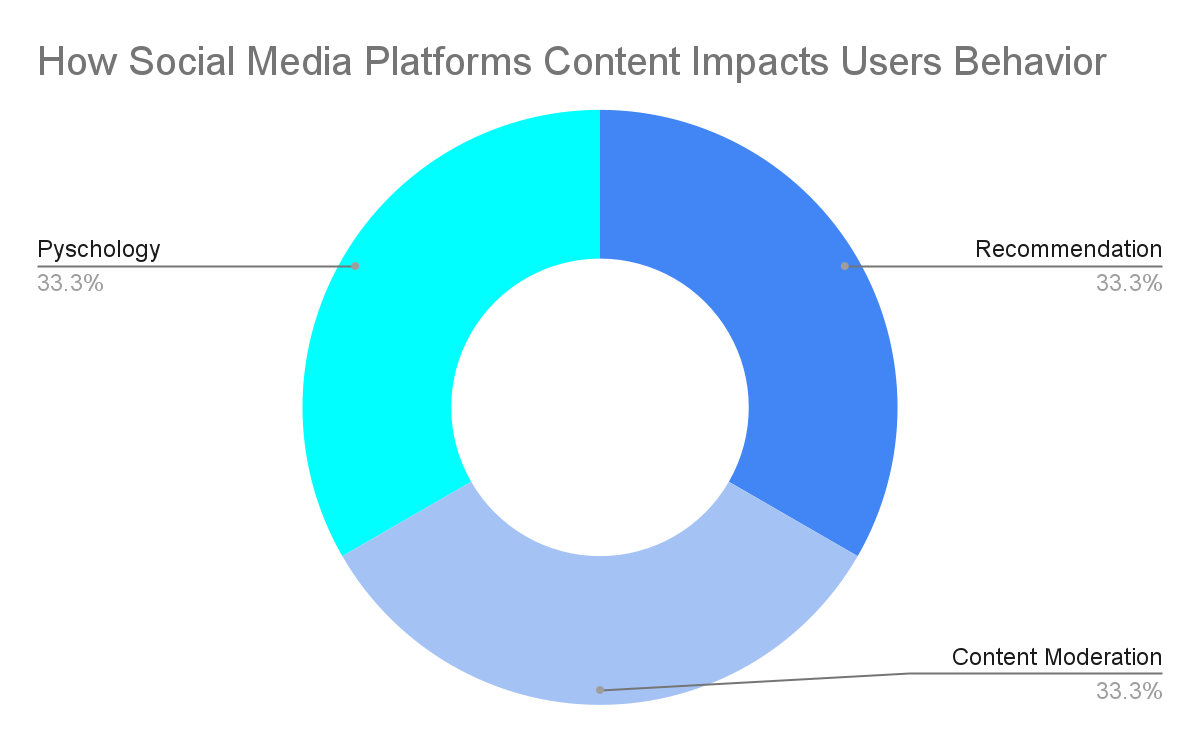 How Social Media Platforms Content Impacts Users Behavior
Pyschology
33.3%
Recommendation
33.3%
Content Moderation
33.3%